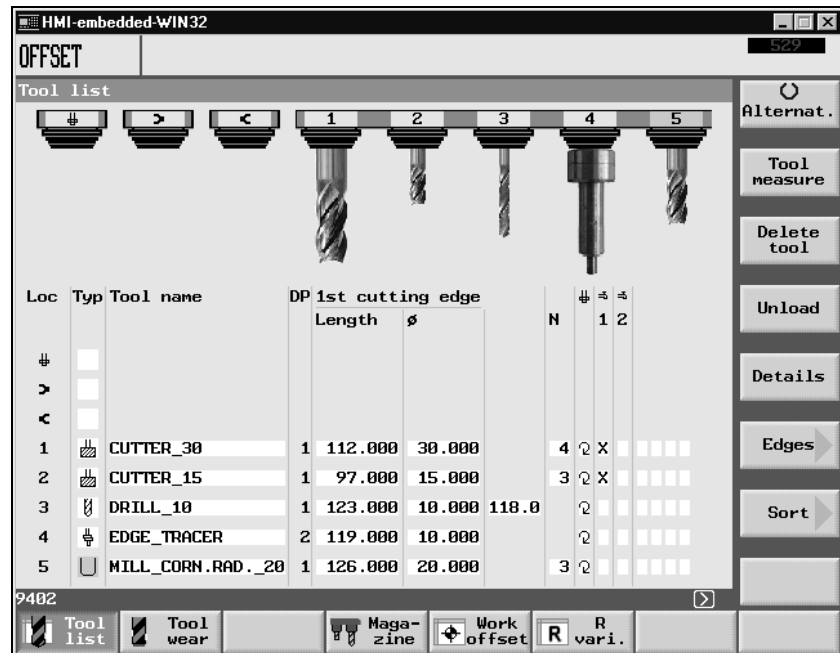 HMI-embedded-WIN32
OFFSET
529
Tool list
1 2 3 4 5
Alternat.
Tool
measure
Delete
tool
Unload
Details
Edges
Sort
Loc Typ Tool name DP 1st cutting edge
Length ø N 1 2
1 CUTTER_30 1 112.000 30.000 4 X
2 CUTTER_15 1 97.000 15.000 3 X
3 DRILL_10 1 123.000 10.000 118.0
4 EDGE_TRACER 2 119.000 10.000
5 MILL_CORN.RAD._20 1 126.000 20.000 3
9402
Tool
list
Tool
wear
Maga-
zine
Work
offset
R R
vari.